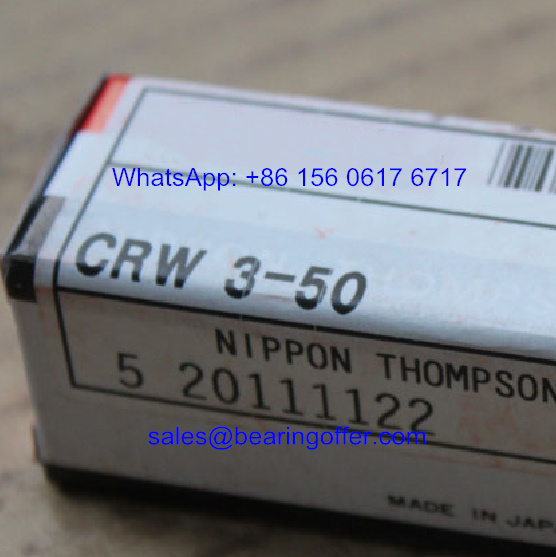 WhatsApp: +86 156 0617 6717
CRW 3-50
NIPPON THOMPSON
5 20111122
sales@bearingoffer.com
MADE IN JAPA